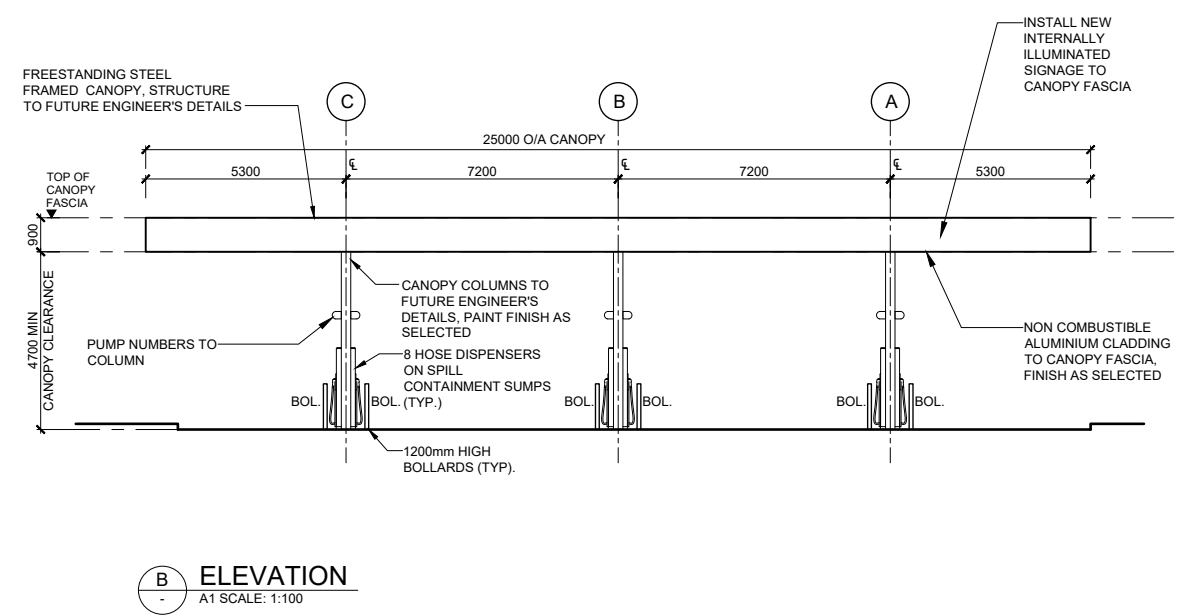 INSTALL NEW
INTERNALLY
ILLUMINATED
SIGNAGE TO
CANOPY FASCIA
FREESTANDING STEEL
FRAMED CANOPY, STRUCTURE
TO FUTURE ENGINEER'S DETAILS
C
B
A
25000 O/A CANOPY
5300
℄
7200
℄
7200
℄
5300
TOP OF
CANOPY
FASCIA
900
4700 MIN
CANOPY CLEARANCE
CANOPY COLUMNS TO
FUTURE ENGINEER'S
DETAILS, PAINT FINISH AS
SELECTED
PUMP NUMBERS TO
COLUMN
8 HOSE DISPENSERS
ON SPILL
CONTAINMENT SUMPS
(TYP.)
NON COMBUSTIBLE
ALUMINIUM CLADDING
TO CANOPY FASCIA,
FINISH AS SELECTED
BOL.
BOL.
BOL.
BOL.
BOL.
BOL.
1200mm HIGH
BOLLARDS (TYP).
B
-
ELEVATION
A1 SCALE: 1:100